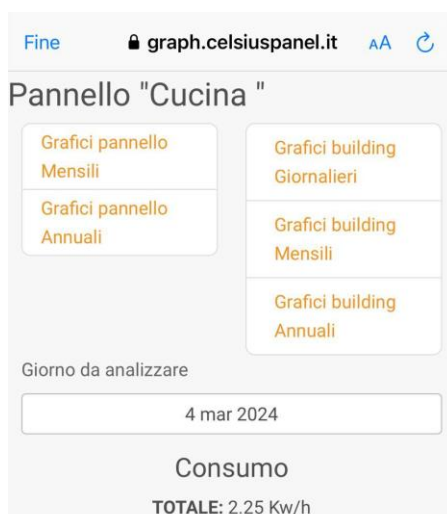 Fine
graph.celsiuspanel.it
AA
Pannello "Cucina "
Grafici pannello
Mensili
Grafici pannello
Annuali
Grafici building
Giornalieri
Grafici building
Mensili
Grafici building
Annuali
Giorno da analizzare
4 mar 2024
Consumo
TOTALE: 2.25 Kw/h